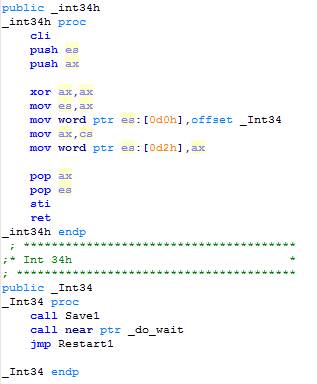 public _int34h
_int34h proc
cli
push es
push ax
xor ax,ax
mov es,ax
mov word ptr es:[0d0h],offset _Int34
mov ax,cs
mov word ptr es:[0d2h],ax
pop ax
pop es
sti
ret
_int34h endp
; ****************************************
;* Int 34h *
; ****************************************
public _Int34
_Int34 proc
call Save1
call near ptr _do_wait
jmp Restart1
_Int34 endp